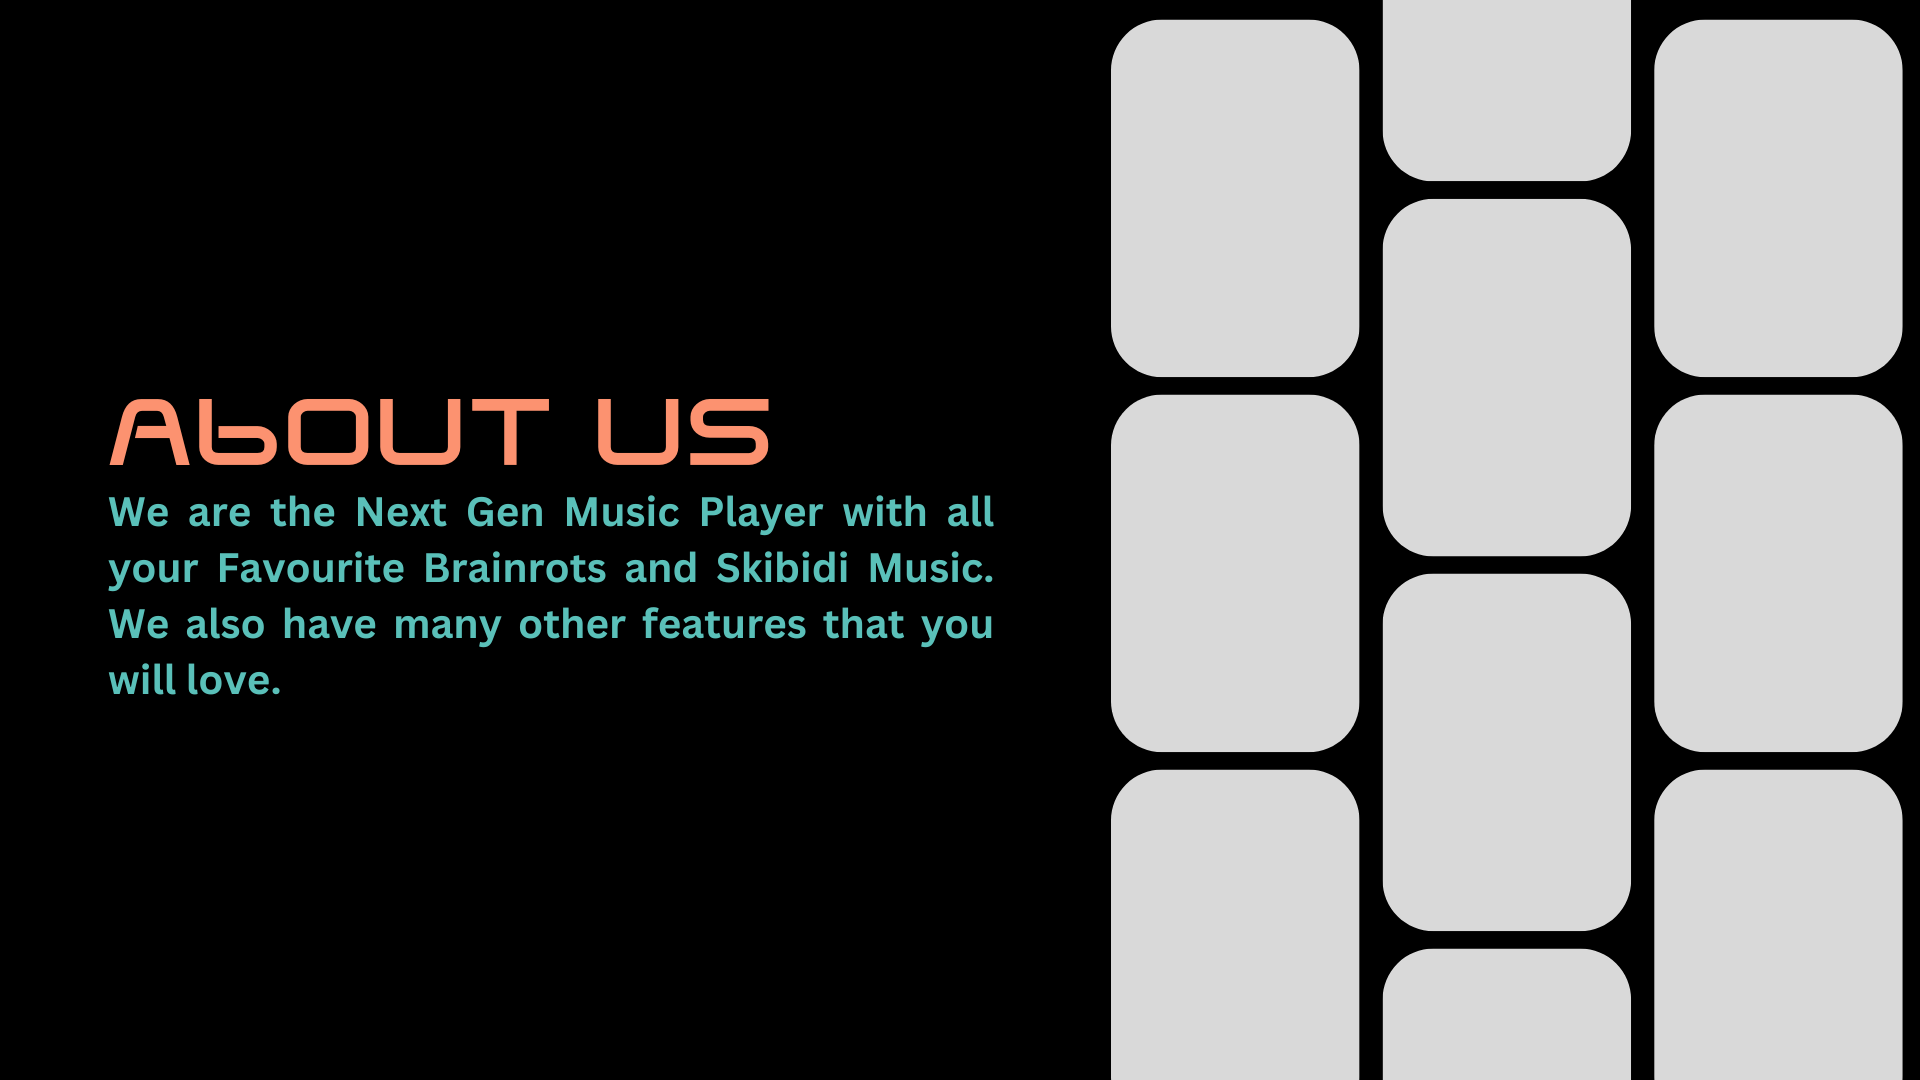 AbOUT US
We are the Next Gen Music Player with all
your Favourite Brainrots and Skibidi Music.
We also have many other features that you
will love.